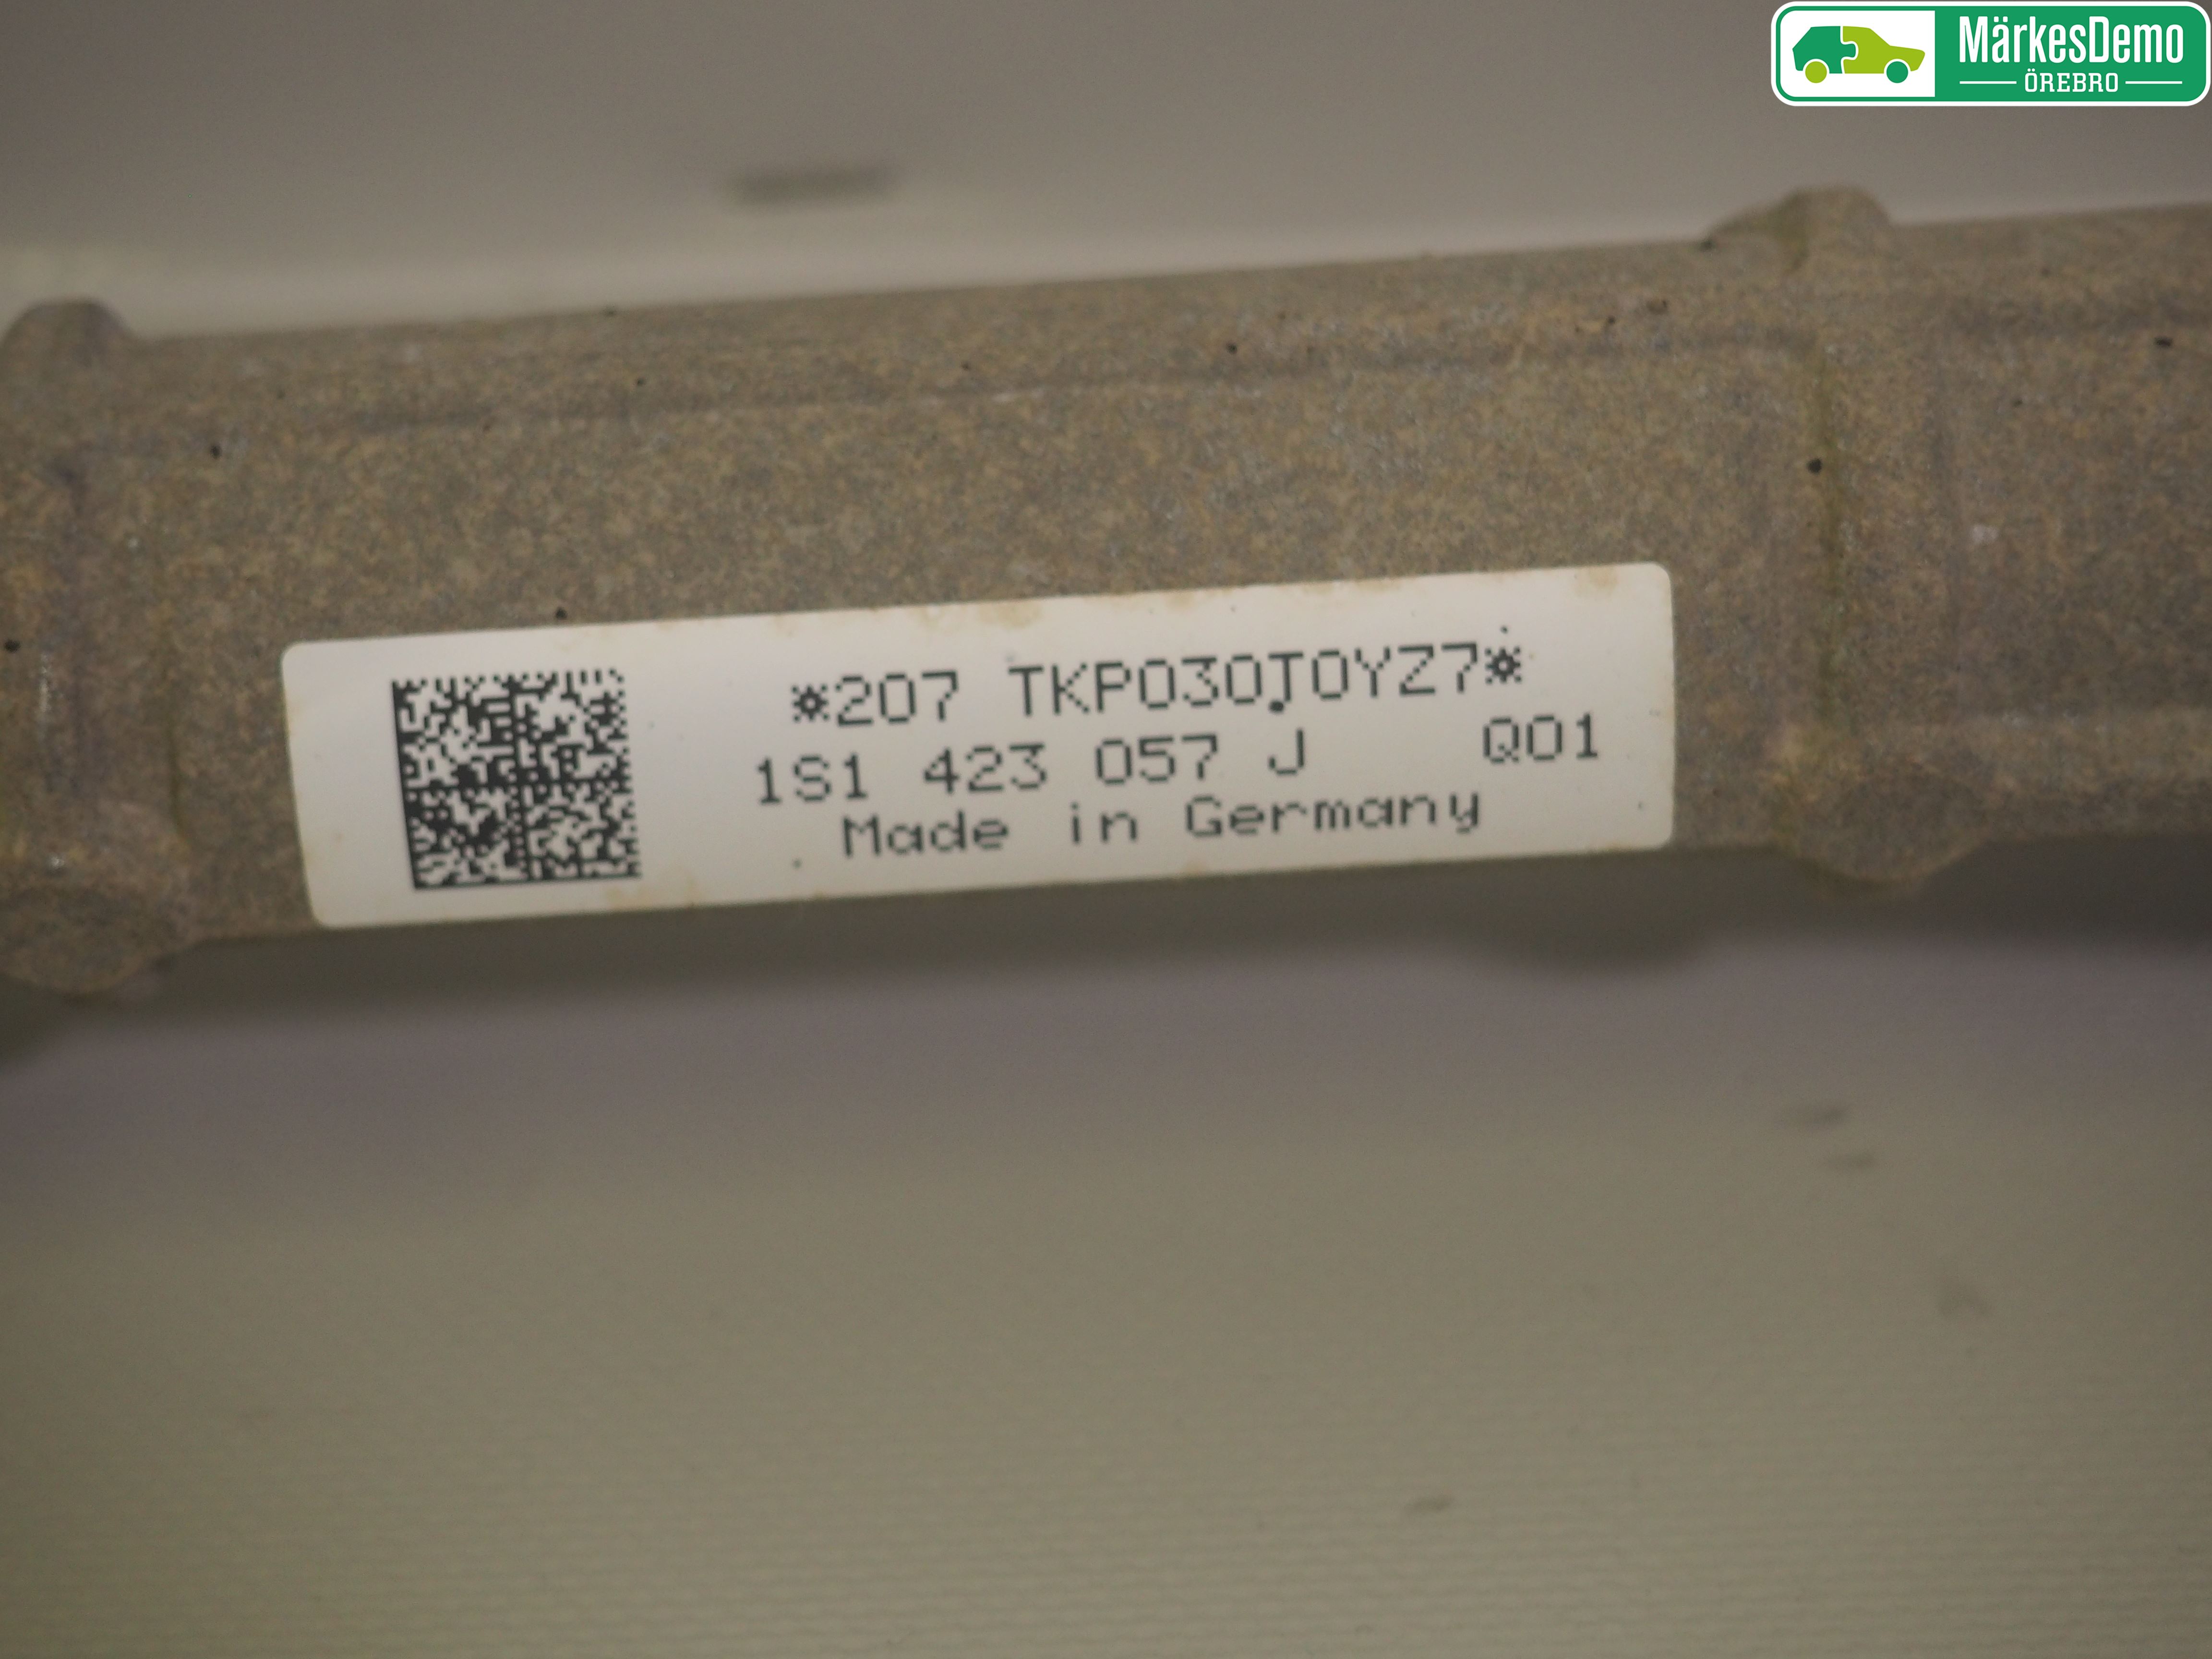 MärkesDemo
ÖREBRO
*207 TKP030J0YZ7*
1S1 423 057 J Q01
Made in Germany